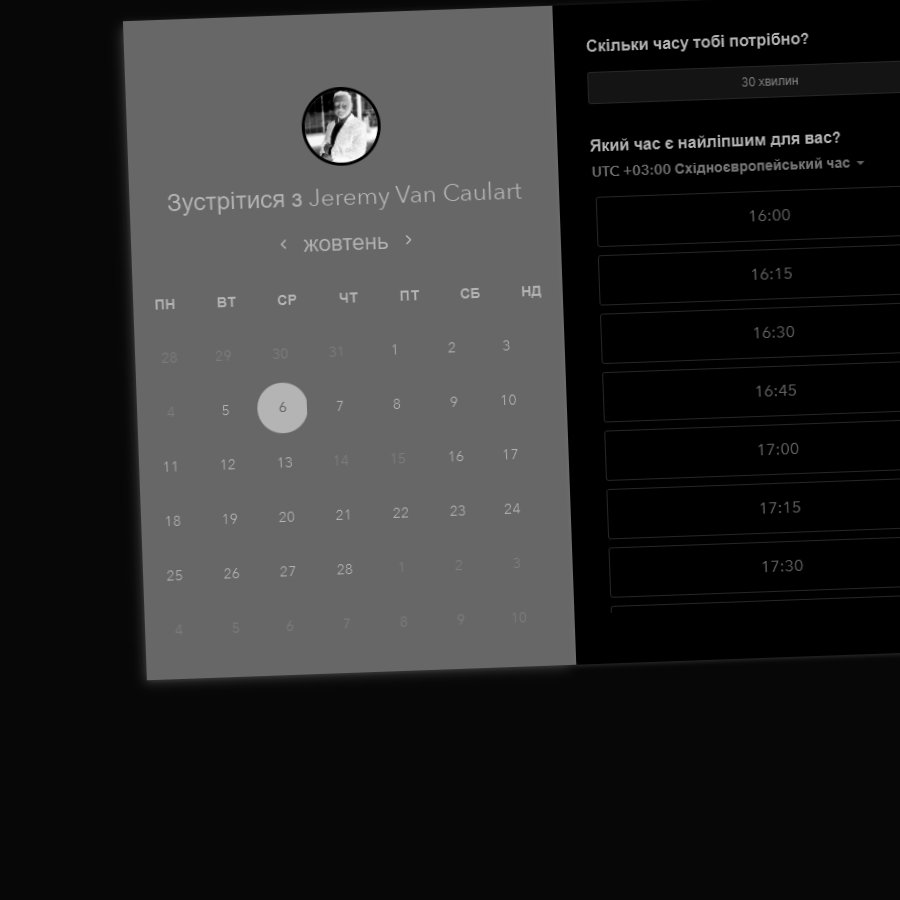 Зустрітися з Jeremy Van Caulart
жовтень
ПН ВТ СР ЧТ ПТ СБ НД
28 29 30 31 1 2 3
4 5 6 7 8 9 10
11 12 13 14 15 16 17
18 19 20 21 22 23 24
25 26 27 28 1 2 3
4 5 6 7 8 9 10
Скільки часу тобі потрібно?
30 хвилин
Який час є найліпшим для вас?
UTC +03:00 Східноєвропейський час
16:00
16:15
16:30
16:45
17:00
17:15
17:30